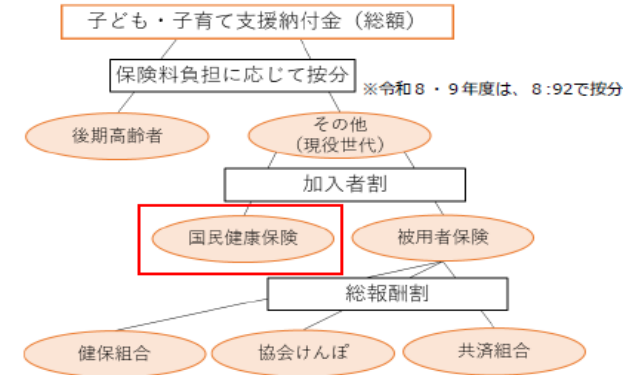 子ども・子育て支援納付金（総額）
保険料負担に応じて按分
※令和８・９年度は、８:92で按分
後期高齢者
その他
（現役世代）
加入者割
国民健康保険
被用者保険
総報酬割
健保組合
協会けんぽ
共済組合